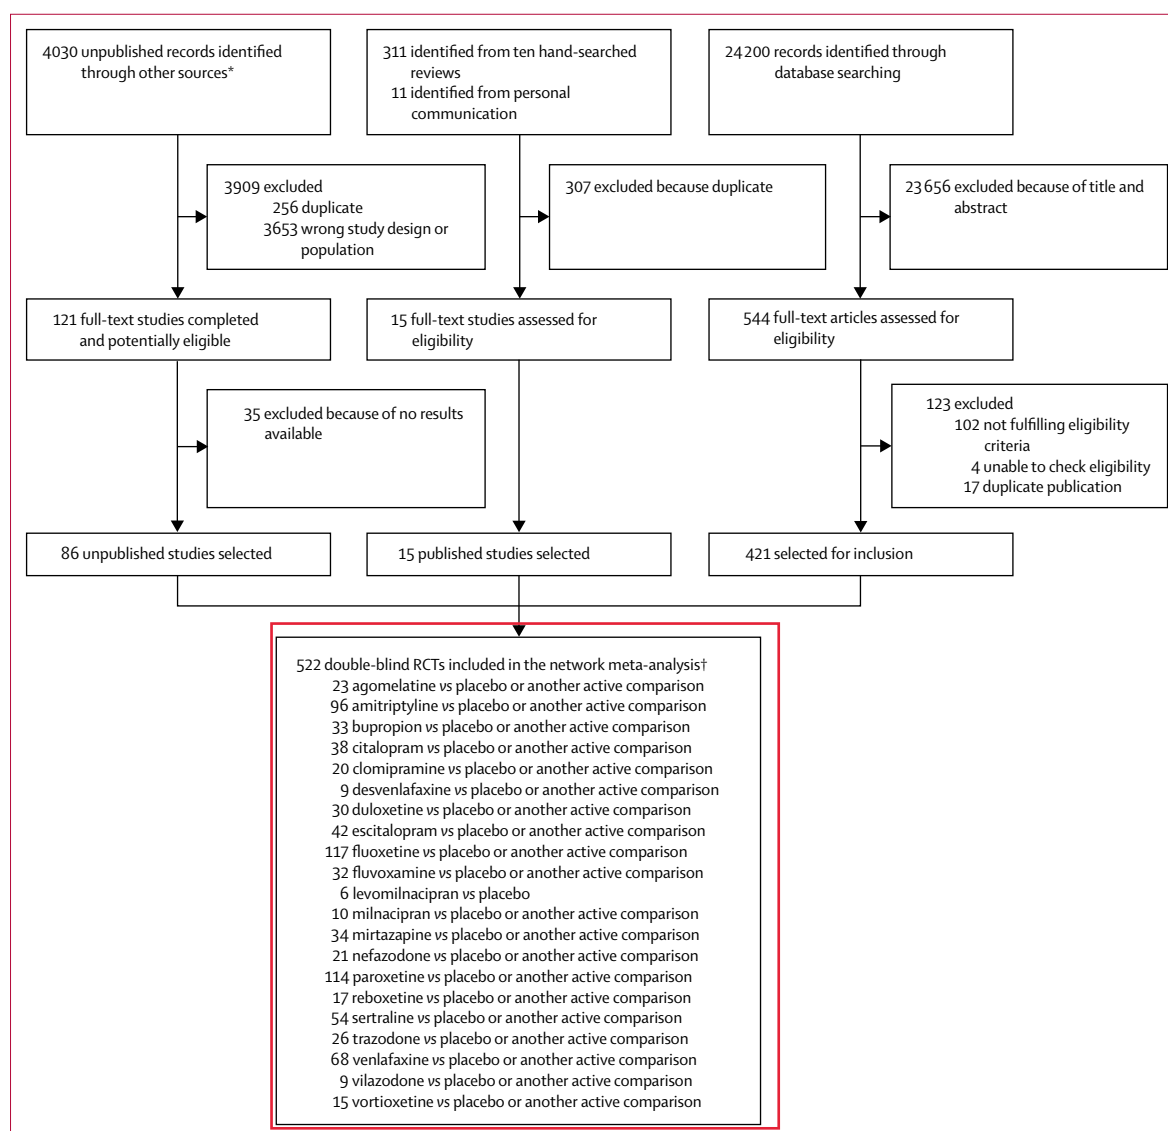 4030 unpublished records identified
through other sources*
311 identified from ten hand-searched
reviews
11 identified from personal
communication
24 200 records identified through
database searching
3909 excluded
256 duplicate
3653 wrong study design or
population
307 excluded because duplicate
23 656 excluded because of title and
abstract
121 full-text studies completed
and potentially eligible
15 full-text studies assessed for
eligibility
544 full-text articles assessed for
eligibility
35 excluded because of no results
available
123 excluded
102 not fulfilling eligibility
criteria
4 unable to check eligibility
17 duplicate publication
86 unpublished studies selected
15 published studies selected
421 selected for inclusion
522 double-blind RCTs included in the network meta-analysis†
23 agomelatine vs placebo or another active comparison
96 amitriptyline vs placebo or another active comparison
33 bupropion vs placebo or another active comparison
38 citalopram vs placebo or another active comparison
20 clomipramine vs placebo or another active comparison
9 desvenlafaxine vs placebo or another active comparison
30 duloxetine vs placebo or another active comparison
42 escitalopram vs placebo or another active comparison
117 fluoxetine vs placebo or another active comparison
32 fluvoxamine vs placebo or another active comparison
6 levomilnacipran vs placebo
10 milnacipran vs placebo or another active comparison
34 mirtazapine vs placebo or another active comparison
21 nefazodone vs placebo or another active comparison
114 paroxetine vs placebo or another active comparison
17 reboxetine vs placebo or another active comparison
54 sertraline vs placebo or another active comparison
26 trazodone vs placebo or another active comparison
68 venlafaxine vs placebo or another active comparison
9 vilazodone vs placebo or another active comparison
15 vortioxetine vs placebo or another active comparison